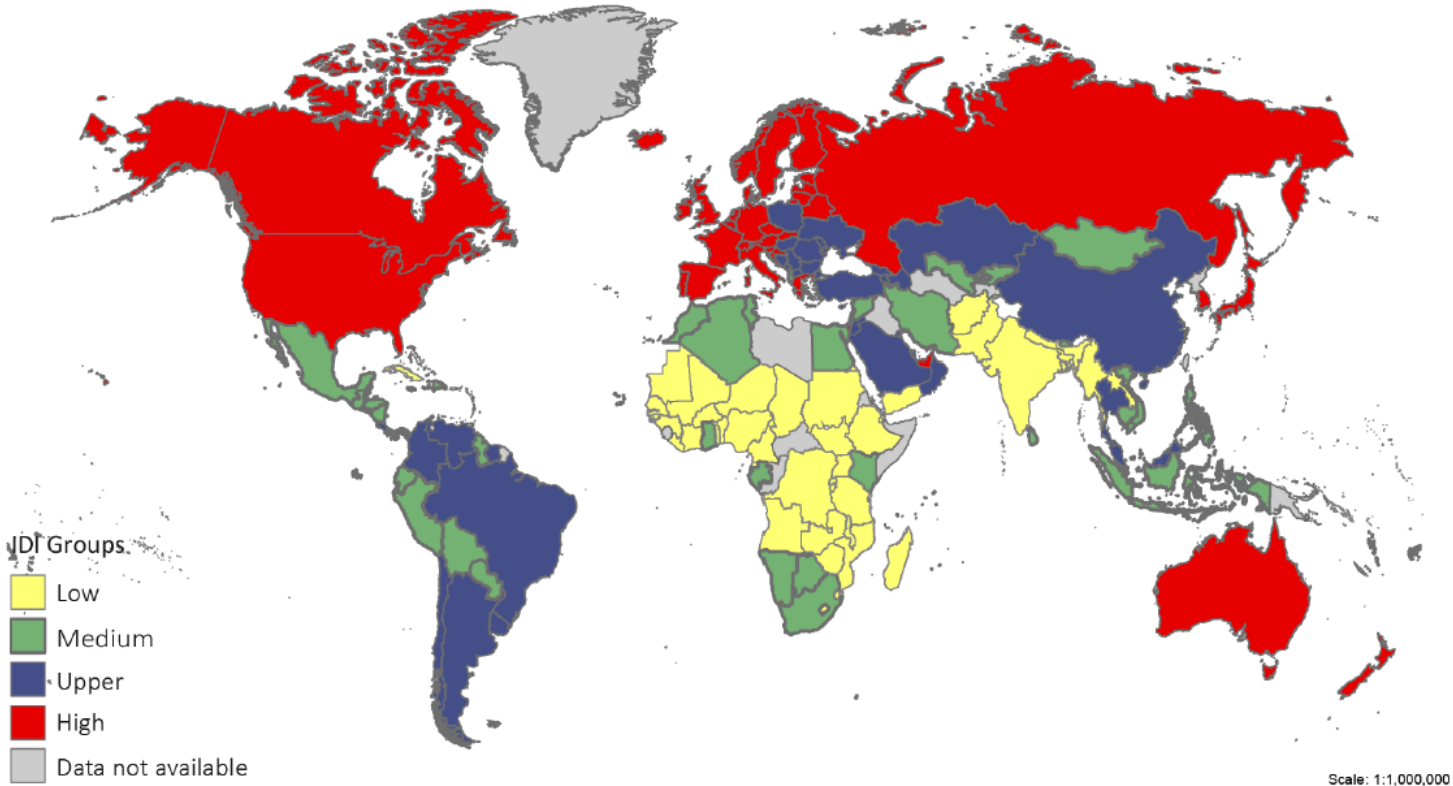 IDI Groups
Low
Medium
Upper
High
Data not available
Scale: 1:1,000,000